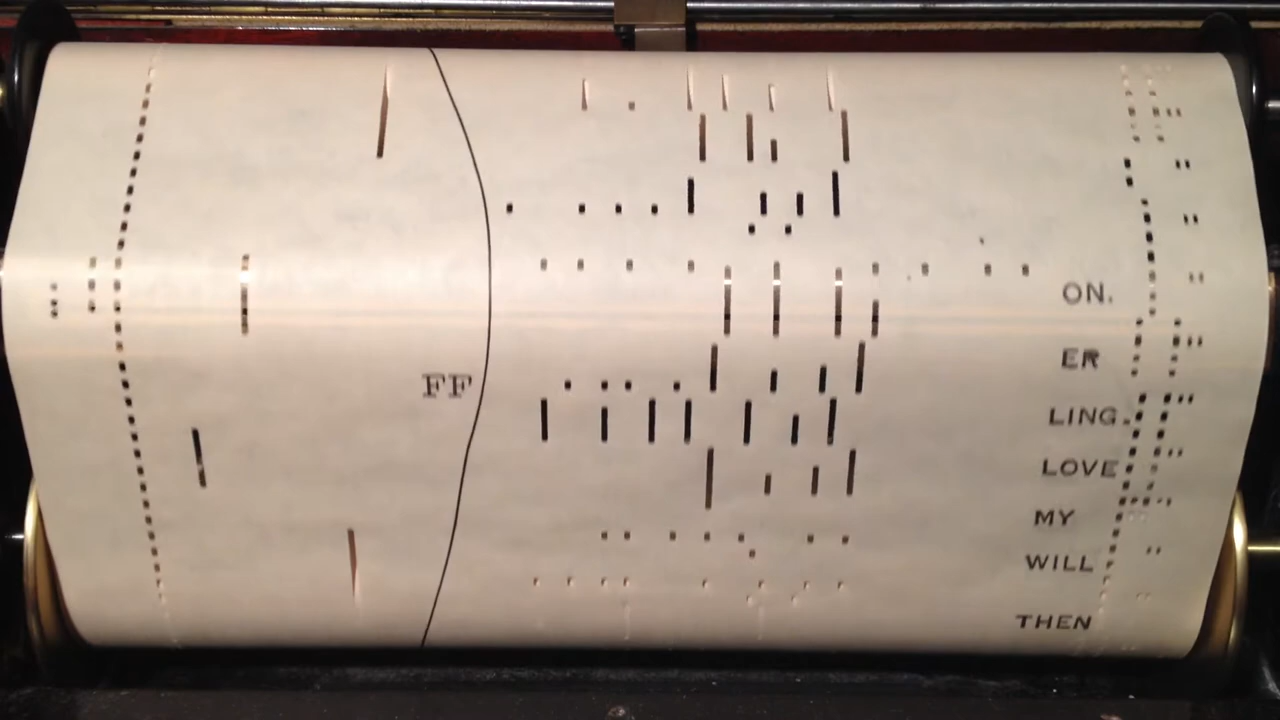 ON.
ER
FF
LING.
LOVE
MY
WILL
THEN